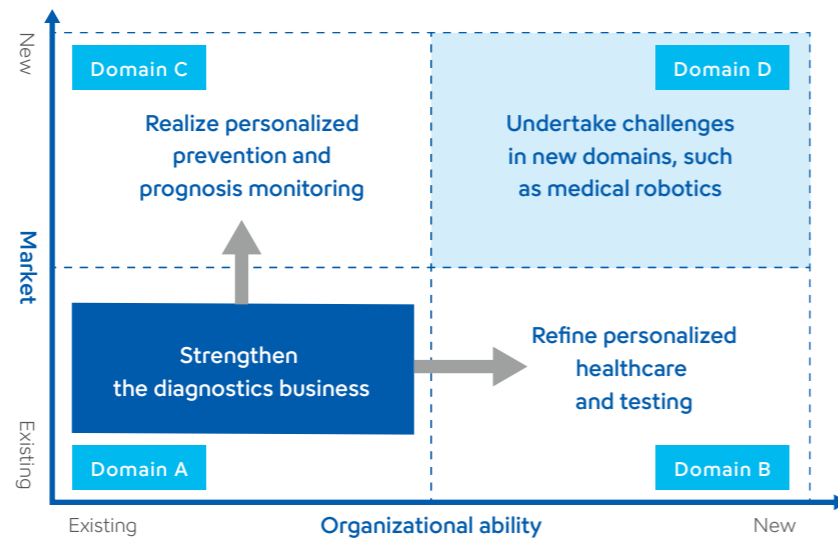 New
Domain C
Domain D
Realize personalized
prevention and
prognosis monitoring
Undertake challenges
in new domains, such
as medical robotics
Market
Strengthen
the diagnostics business
Refine personalized
healthcare
and testing
Existing
Domain A
Domain B
Existing
Organizational ability
New